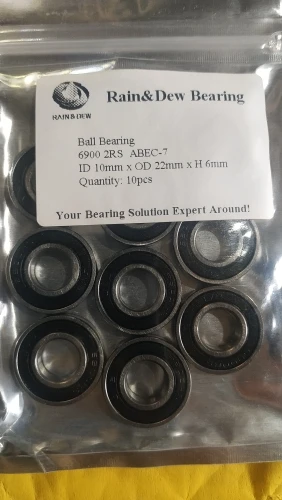 Rain&Dew Bearing
RAIN&DEW
Ball Bearing
6900 2RS ABEC-7
ID 10mm x OD 22mm x H 6mm
Quantity: 10pcs
Your Bearing Solution Expert Around!